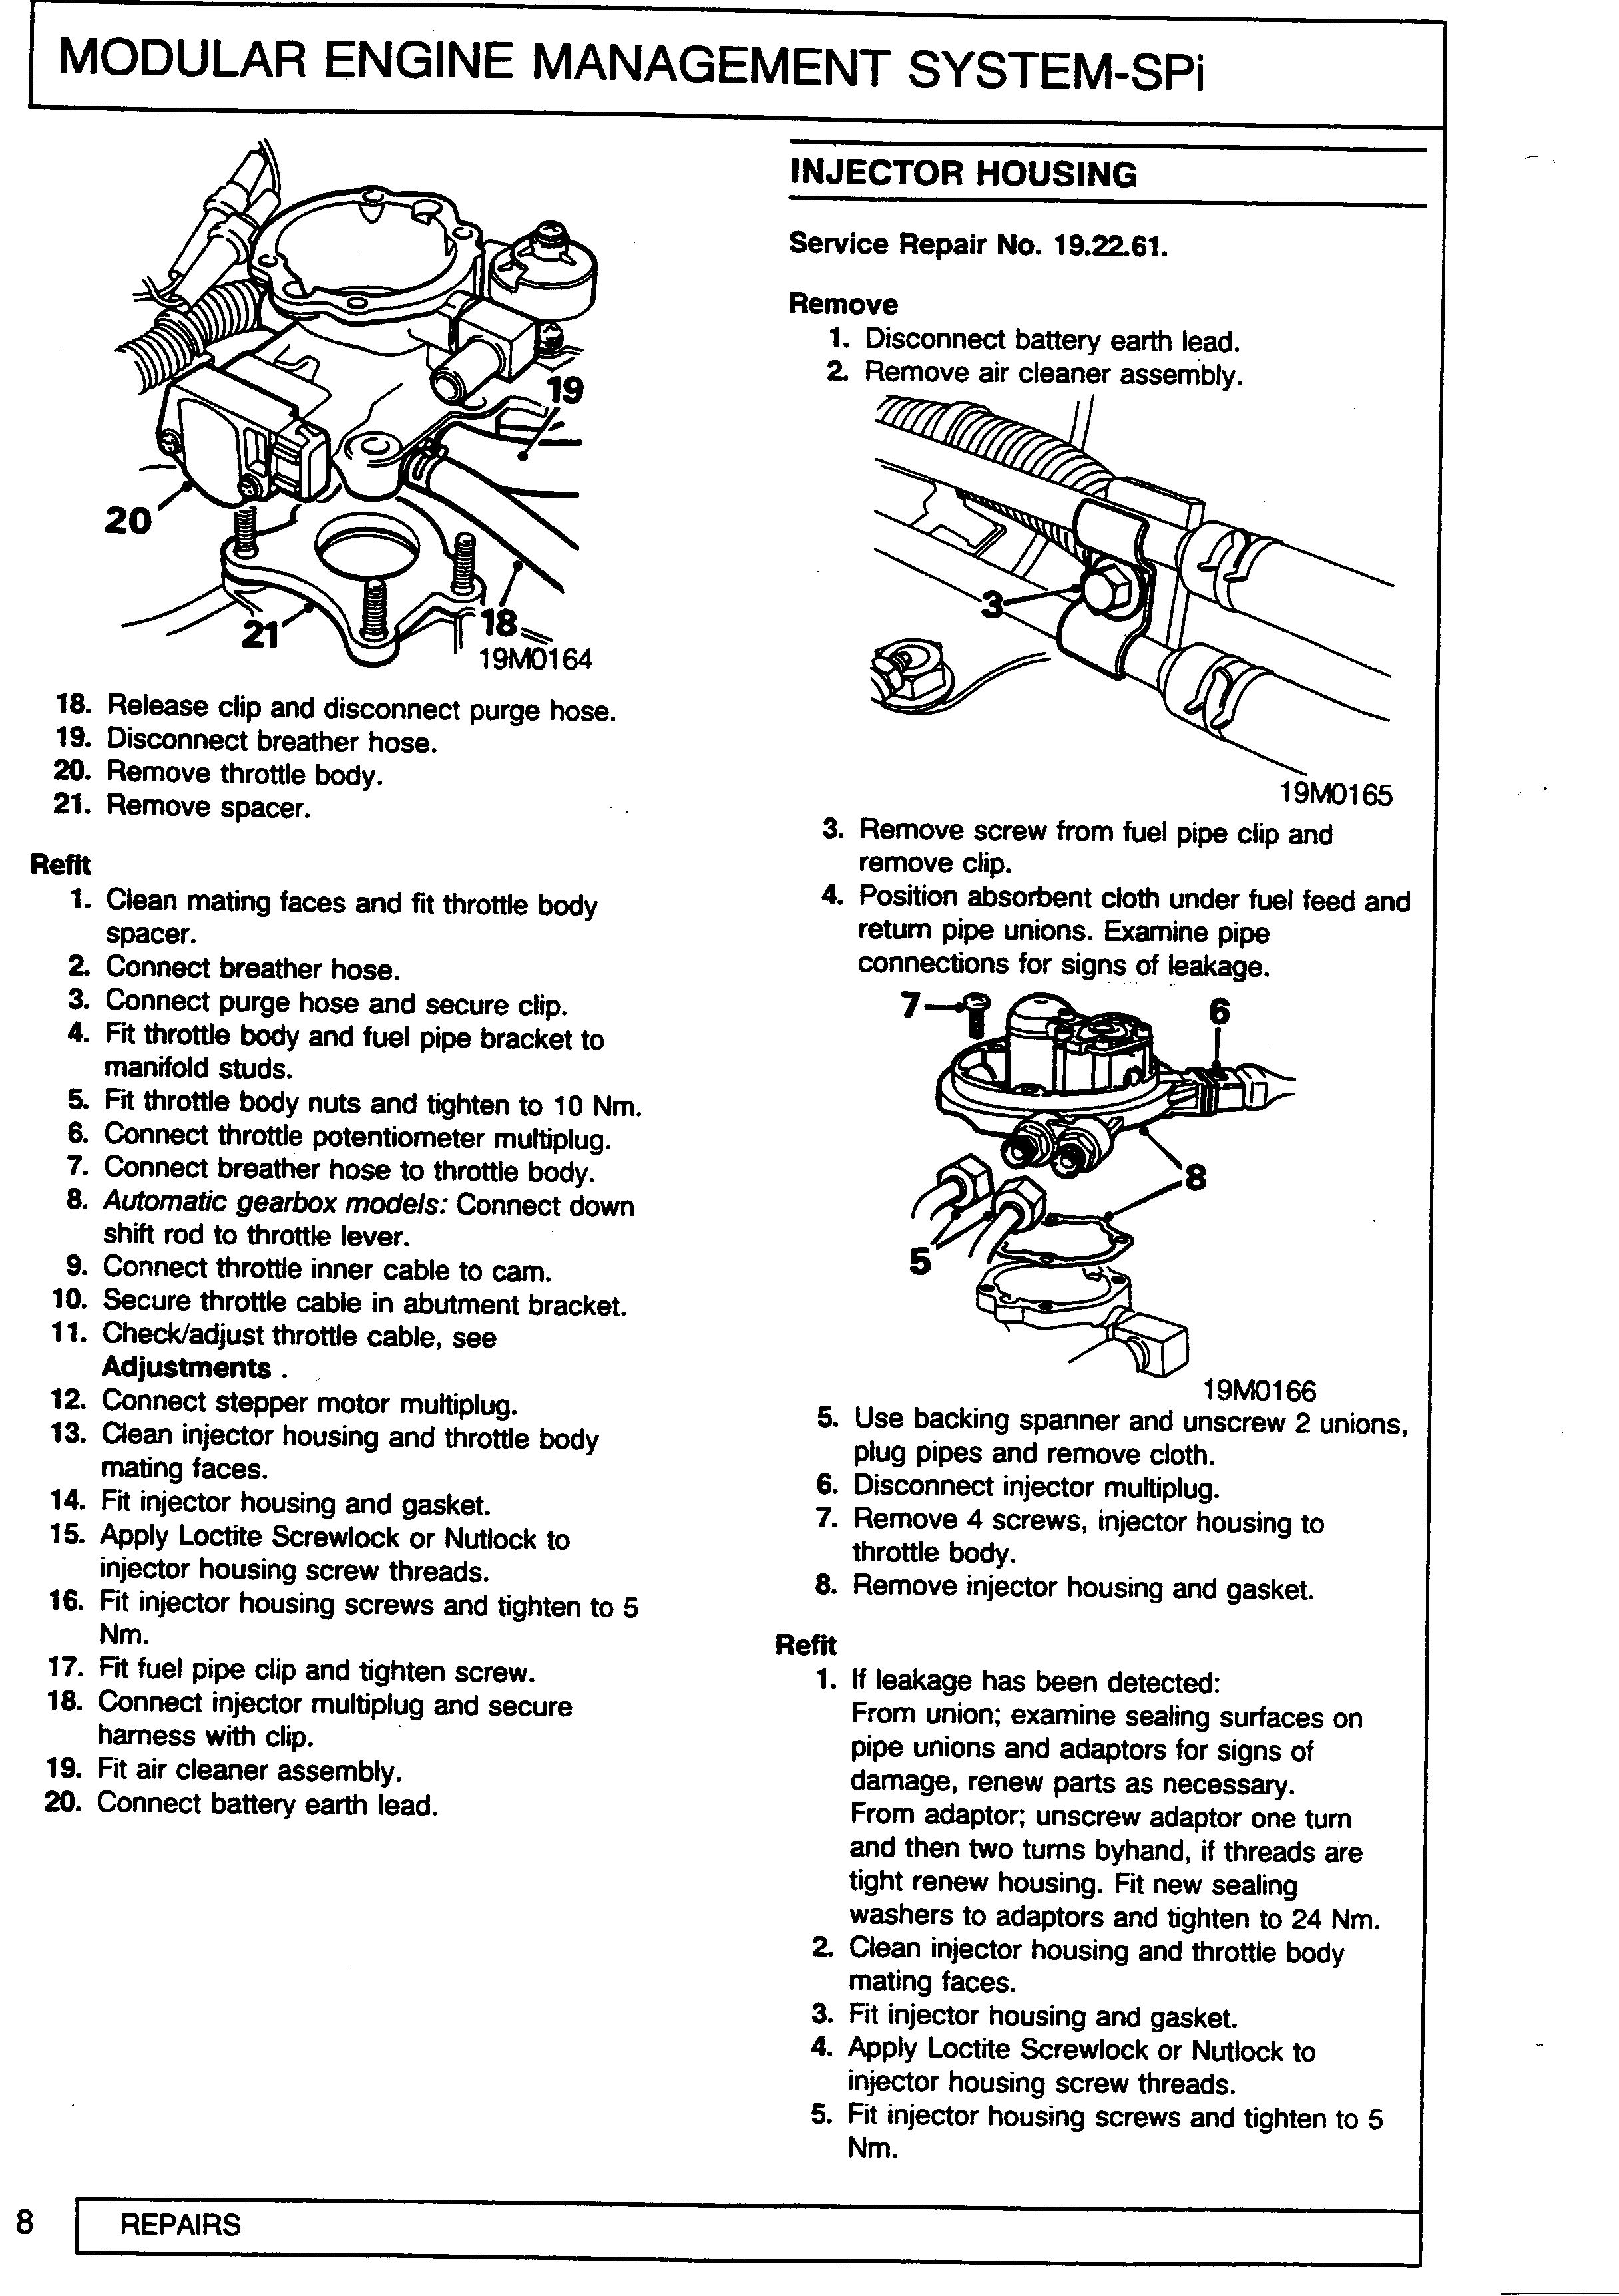 MODULAR ENGINE MANAGEMENT SYSTEM-SPi
19
20
21
18
19M0164
18. Release clip and disconnect purge hose.
19. Disconnect breather hose.
20. Remove throttle body.
21. Remove spacer.
Refit
1. Clean mating faces and fit throttle body
spacer.
2. Connect breather hose.
3. Connect purge hose and secure clip.
4. Fit throttle body and fuel pipe bracket to
manifold studs.
5. Fit throttle body nuts and tighten to 10 Nm.
6. Connect throttle potentiometer multiplug.
7. Connect breather hose to throttle body.
8. Automatic gearbox models: Connect down
shift rod to throttle lever.
9. Connect throttle inner cable to cam.
10. Secure throttle cable in abutment bracket.
11. Check/adjust throttle cable, see
Adjustments .
12. Connect stepper motor multiplug.
13. Clean injector housing and throttle body
mating faces.
14. Fit injector housing and gasket.
15. Apply Loctite Screwlock or Nutlock to
injector housing screw threads.
16. Fit injector housing screws and tighten to 5
Nm.
17. Fit fuel pipe clip and tighten screw.
18. Connect injector multiplug and secure
harness with clip.
19. Fit air cleaner assembly.
20. Connect battery earth lead.
INJECTOR HOUSING
Service Repair No. 19.22.61.
Remove
1. Disconnect battery earth lead.
2. Remove air cleaner assembly.
3
19M0165
3. Remove screw from fuel pipe clip and
remove clip.
4. Position absorbent cloth under fuel feed and
return pipe unions. Examine pipe
connections for signs of leakage.
7
6
8
5
19M0166
5. Use backing spanner and unscrew 2 unions,
plug pipes and remove cloth.
6. Disconnect injector multiplug.
7. Remove 4 screws, injector housing to
throttle body.
8. Remove injector housing and gasket.
Refit
1. If leakage has been detected:
From union; examine sealing surfaces on
pipe unions and adaptors for signs of
damage, renew parts as necessary.
From adaptor; unscrew adaptor one turn
and then two turns byhand, if threads are
tight renew housing. Fit new sealing
washers to adaptors and tighten to 24 Nm.
2. Clean injector housing and throttle body
mating faces.
3. Fit injector housing and gasket.
4. Apply Loctite Screwlock or Nutlock to
injector housing screw threads.
5. Fit injector housing screws and tighten to 5
Nm.
8
REPAIRS